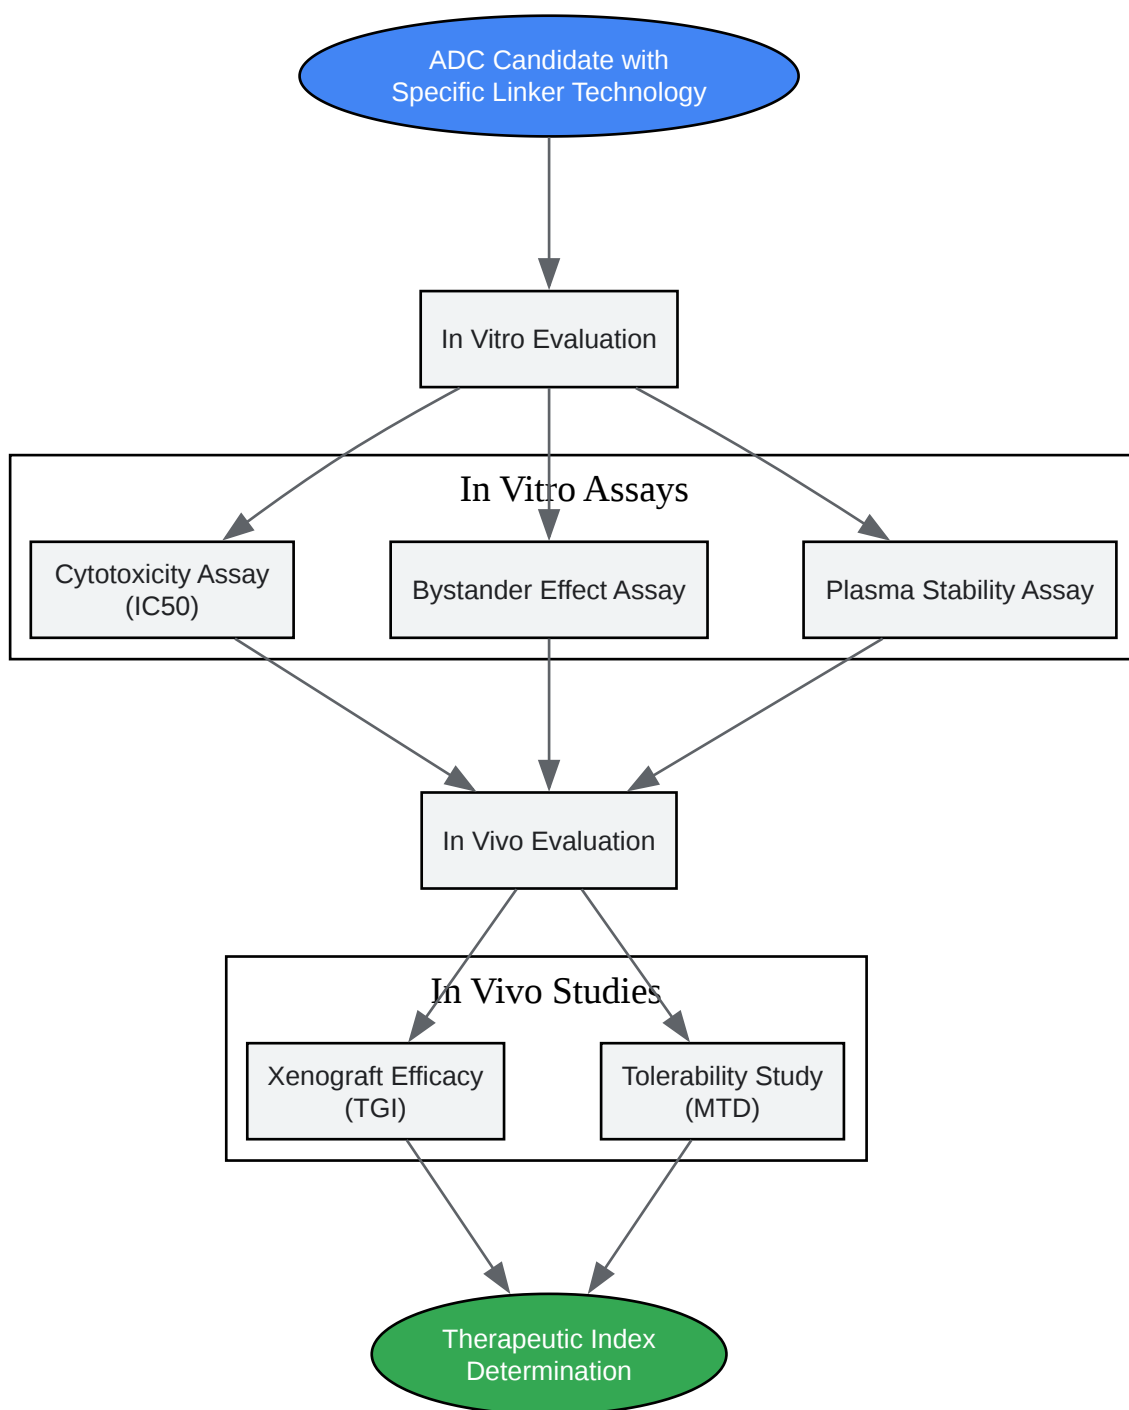 ADC Candidate with
Specific Linker Technology
In Vitro Evaluation
In Vitro Assays
Cytotoxicity Assay
(IC50)
Bystander Effect Assay
Plasma Stability Assay
In Vivo Evaluation
In Vivo Studies
Xenograft Efficacy
(TGI)
Tolerability Study
(MTD)
Therapeutic Index
Determination